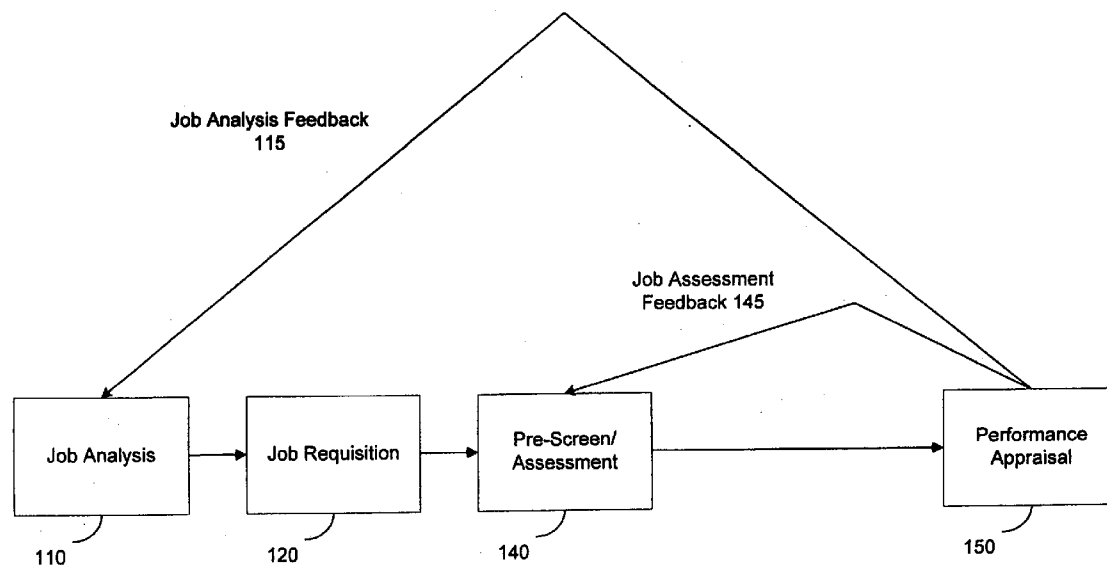 Job Analysis Feedback
115
Job Assessment
Feedback 145
Job Analysis
Job Requisition
Pre-Screen/
Assessment
Performance
Appraisal
110
120
140
150